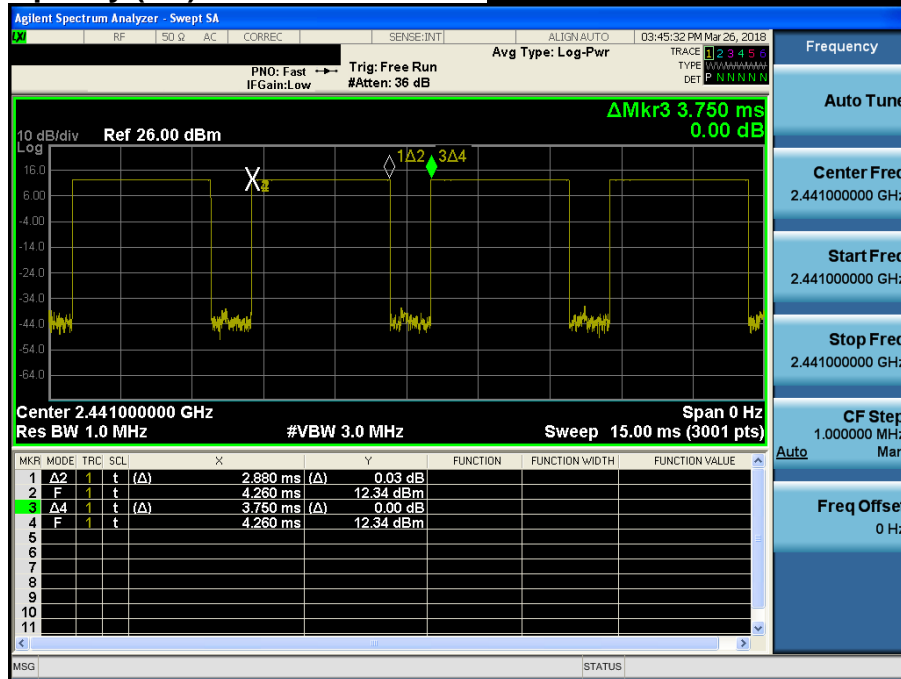 Agilent Spectrum Analyzer - Swept SA
LXI RF 50 Ω AC CORREC SENSE:INT ALIGN AUTO 03:45:32 PM Mar 26, 2018
Avg Type: Log-Pwr TRACE 1 2 3 4 5 6
PNO: Fast Trig: Free Run TYPE WWWWWW
IFGain:Low #Atten: 36 dB DET P N N N N N
ΔMkr3 3.750 ms
0.00 dB
10 dB/div Ref 26.00 dBm
Log
1Δ2 3Δ4
16.0
X
6.00
-4.00
-14.0
-24.0
-34.0
-44.0
-54.0
-64.0
Center 2.441000000 GHz Span 0 Hz
Res BW 1.0 MHz #VBW 3.0 MHz Sweep 15.00 ms (3001 pts)
MKR MODE TRC SCL X Y FUNCTION FUNCTION WIDTH FUNCTION VALUE
1 Δ2 1 t (Δ) 2.880 ms (Δ) 0.03 dB
2 F 1 t 4.260 ms 12.34 dBm
3 Δ4 1 t (Δ) 3.750 ms (Δ) 0.00 dB
4 F 1 t 4.260 ms 12.34 dBm
5
6
7
8
9
10
11
MSG STATUS
Frequency
Auto Tune
Center Freq
2.441000000 GHz
Start Freq
2.441000000 GHz
Stop Freq
2.441000000 GHz
CF Step
1.000000 MHz
Auto Man
Freq Offset
0 Hz